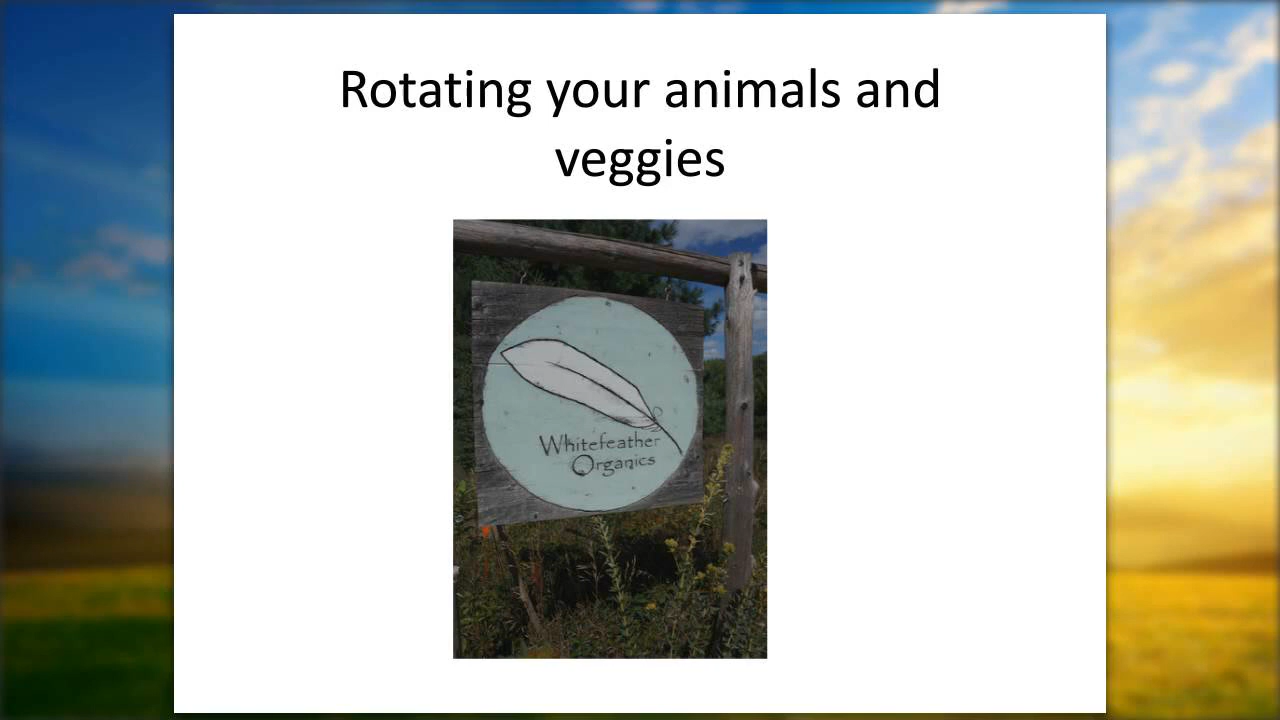 Rotating your animals and
veggies
Whitefeather
Organics